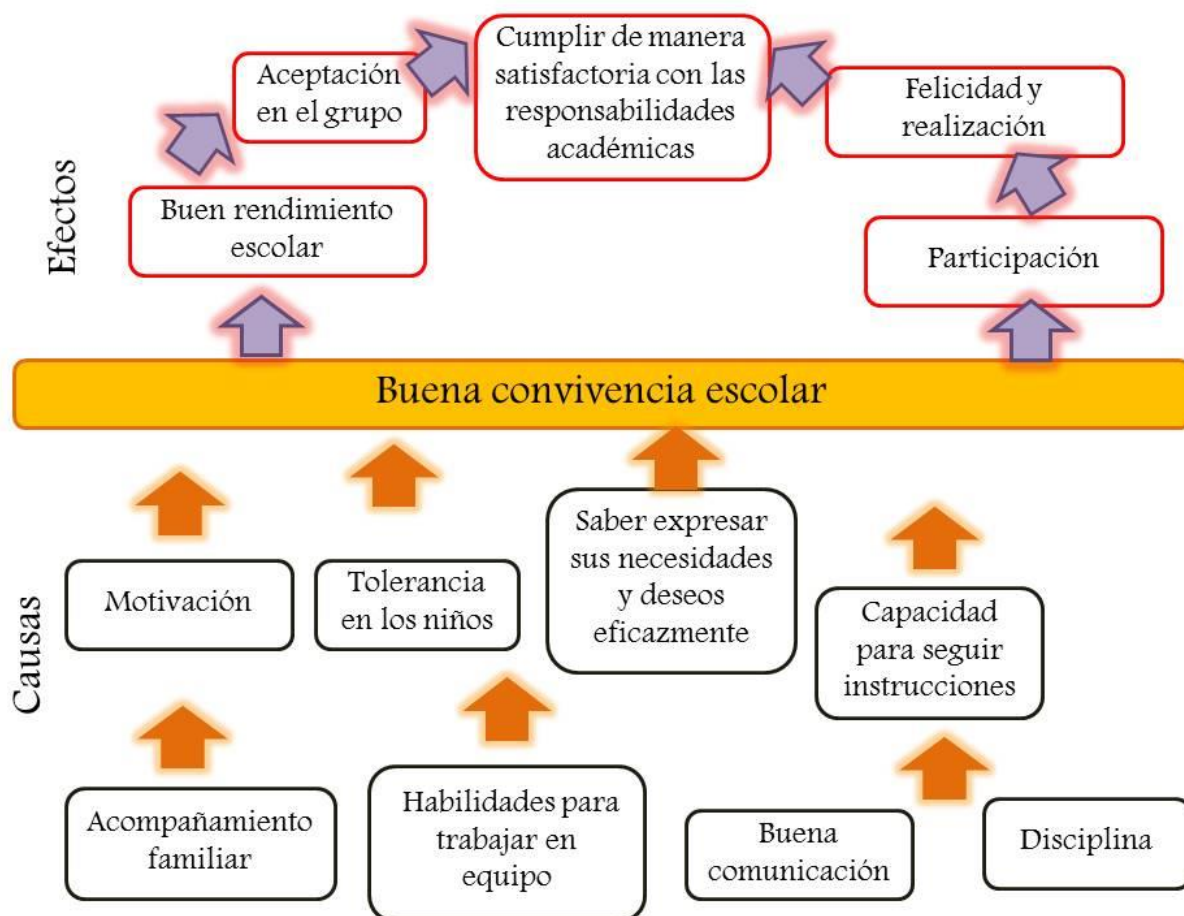 Efectos
Aceptación
en el grupo
Cumplir de manera
satisfactoria con las
responsabilidades
académicas
Felicidad y
realización
Buen rendimiento
escolar
Participación
Buena convivencia escolar
Causas
Motivación
Tolerancia
en los niños
Saber expresar
sus necesidades
y deseos
eficazmente
Capacidad
para seguir
instrucciones
Acompañamiento
familiar
Habilidades para
trabajar en
equipo
Buena
comunicación
Disciplina